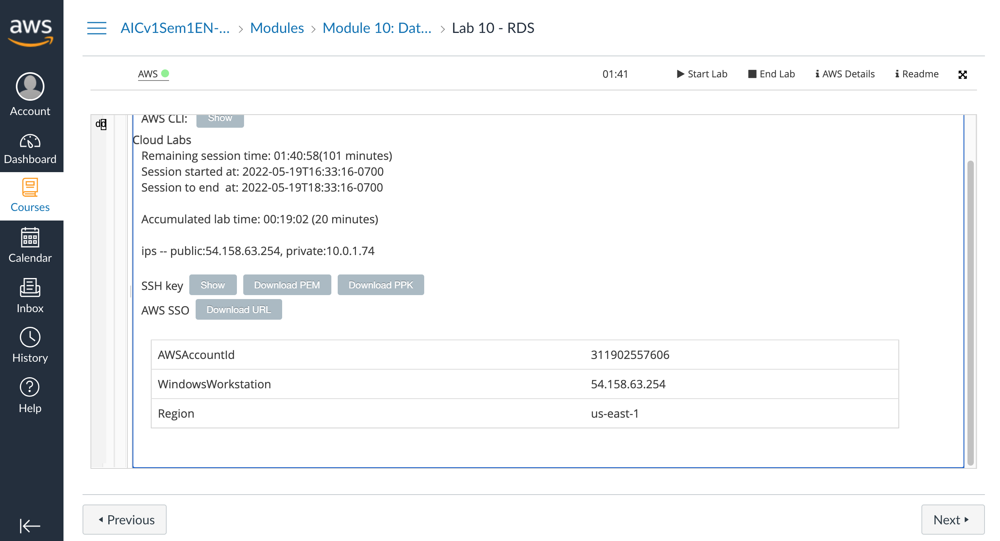 aws
AICv1Sem1EN-... > Modules > Module 10: Dat... > Lab 10 - RDS
AWS
01:41
Start Lab
End Lab
AWS Details
Readme
Account
Dashboard
Courses
Calendar
Inbox
History
Help
dd
AWS CLI: Show
Cloud Labs
Remaining session time: 01:40:58(101 minutes)
Session started at: 2022-05-19T16:33:16-0700
Session to end at: 2022-05-19T18:33:16-0700
Accumulated lab time: 00:19:02 (20 minutes)
ips -- public:54.158.63.254, private:10.0.1.74
SSH key Show Download PEM Download PPK
AWS SSO Download URL
AWSAccountId 311902557606
WindowsWorkstation 54.158.63.254
Region us-east-1
Previous
Next